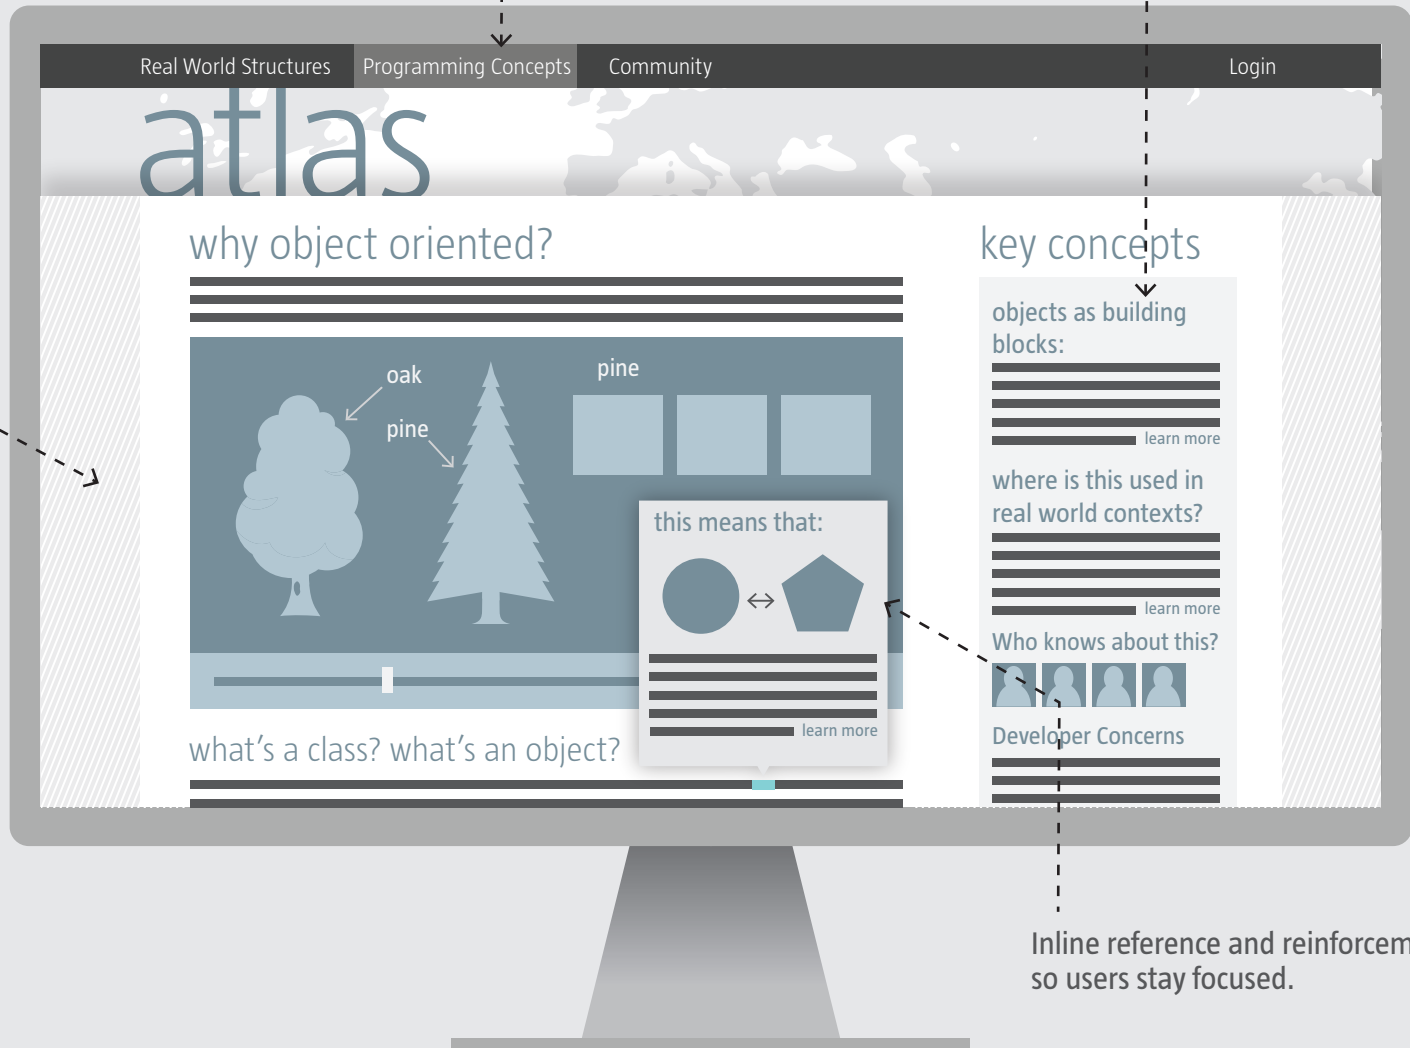 Real World Structures
Programming Concepts
Community
Login
atlas
why object oriented?
oak
pine
pine
this means that:
learn more
what's a class? what's an object?
key concepts
objects as building
blocks:
learn more
where is this used in
real world contexts?
learn more
Who knows about this?
Developer Concerns
Inline reference and reinforcem
so users stay focused.